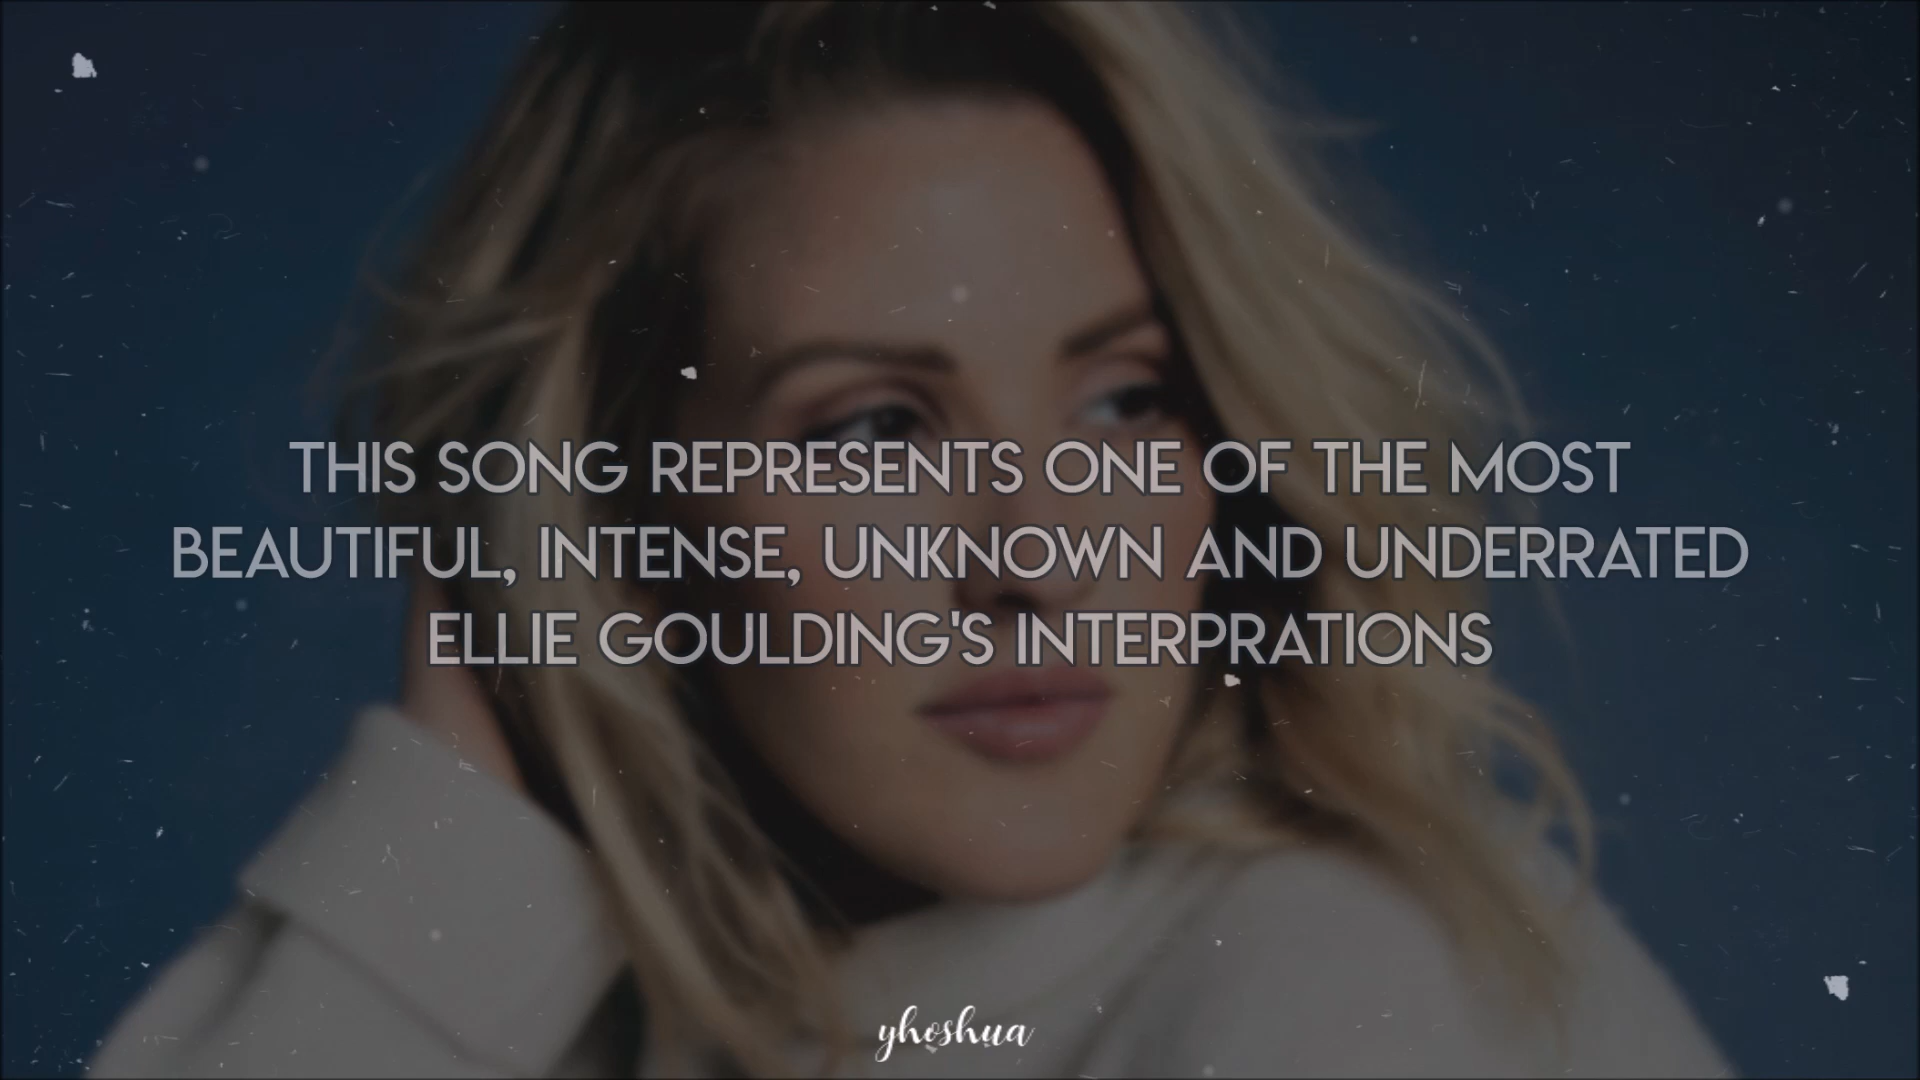 THIS SONG REPRESENTS ONE OF THE MOST
BEAUTIFUL, INTENSE, UNKNOWN AND UNDERRATED
ELLIE GOULDING'S INTERPRATIONS
yhoshua